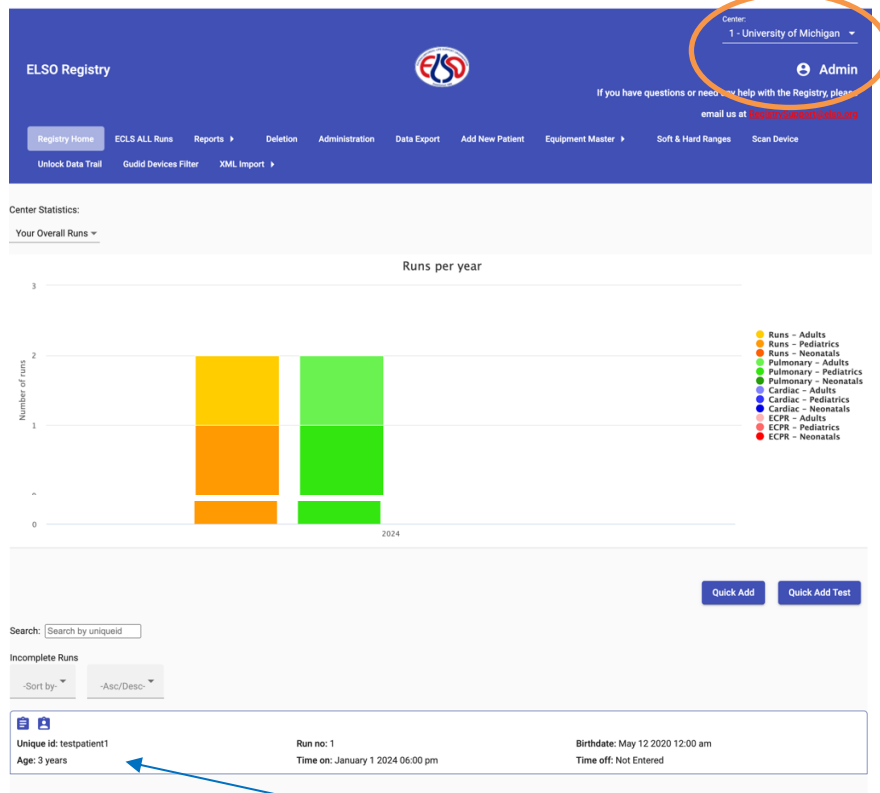 Center:
1 - University of Michigan
ELSO Registry
ELSO
Admin
If you have questions or need any help with the Registry, please
email us at
Registry Home ECLS ALL Runs Reports Deletion Administration Data Export Add New Patient Equipment Master Soft & Hard Ranges Scan Device
Unlock Data Trail Gudid Devices Filter XML Import
Center Statistics:
Your Overall Runs
Runs per year
3
2
1
0
Number of runs
2024
Runs - Adults
Runs - Pediatrics
Runs - Neonatals
Pulmonary - Adults
Pulmonary - Pediatrics
Pulmonary - Neonatals
Cardiac - Adults
Cardiac - Pediatrics
Cardiac - Neonatals
ECPR - Adults
ECPR - Pediatrics
ECPR - Neonatals
Quick Add Quick Add Test
Search: Search by uniqueid
Incomplete Runs
-Sort by- -Asc/Desc-
Unique id: testpatient1 Run no: 1 Birthdate: May 12 2020 12:00 am
Age: 3 years Time on: January 1 2024 06:00 pm Time off: Not Entered